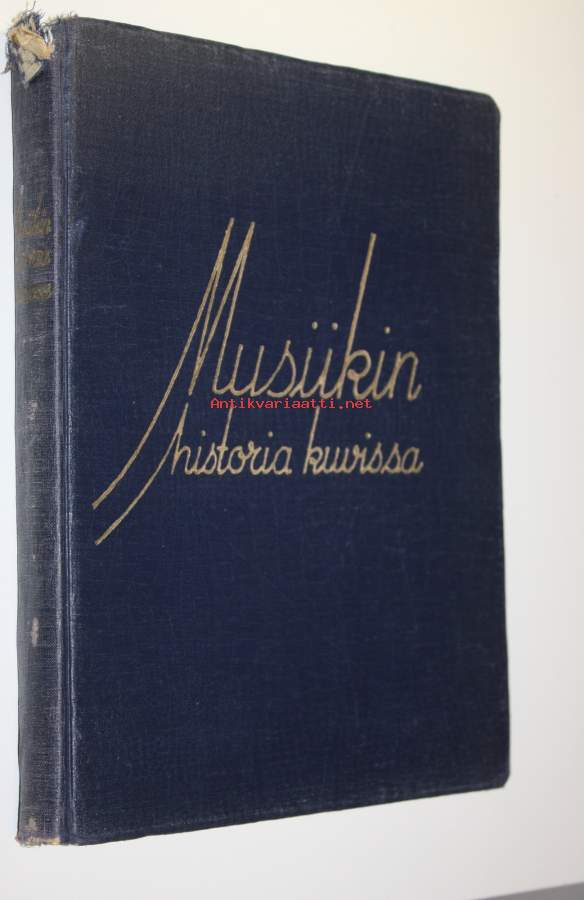 Musiikin
Antikvariaatti.net
historia kuvissa